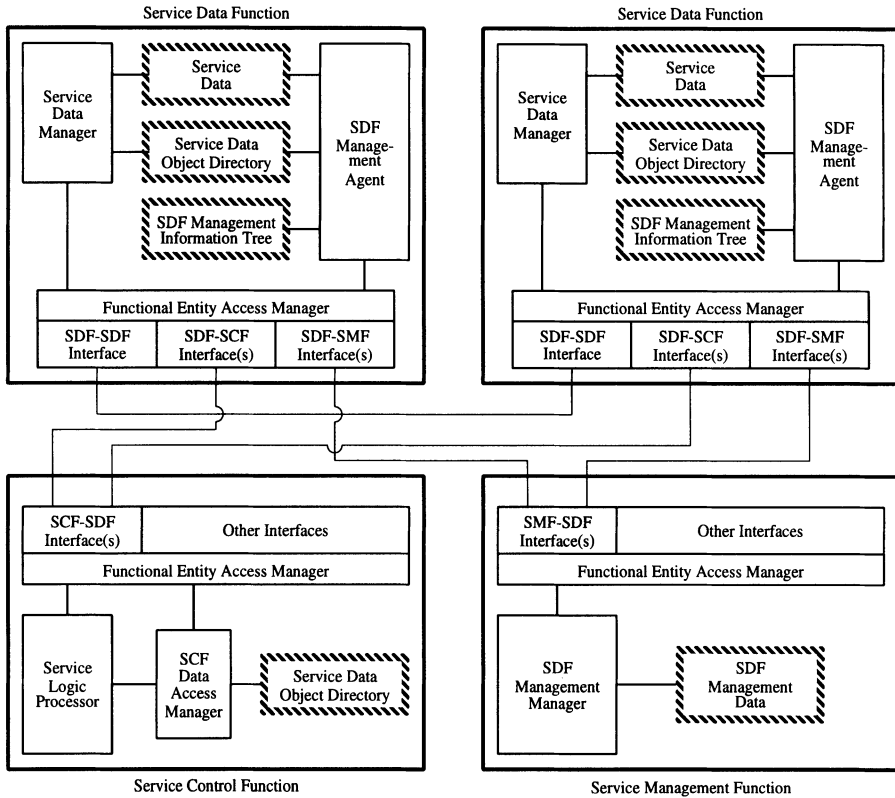 Service Data Function
Service
Data
Manager
Service
Data
Service Data
Object Directory
SDF Management
Information Tree
SDF
Manage-
ment
Agent
Functional Entity Access Manager
SDF-SDF
Interface
SDF-SCF
Interface(s)
SDF-SMF
Interface(s)
Service Data Function
Service
Data
Manager
Service
Data
Service Data
Object Directory
SDF Management
Information Tree
SDF
Manage-
ment
Agent
Functional Entity Access Manager
SDF-SDF
Interface
SDF-SCF
Interface(s)
SDF-SMF
Interface(s)
SCF-SDF
Interface(s)
Other Interfaces
Functional Entity Access Manager
Service
Logic
Processor
SCF
Data
Access
Manager
Service Data
Object Directory
Service Control Function
SMF-SDF
Interface(s)
Other Interfaces
Functional Entity Access Manager
SDF
Management
Manager
SDF
Management
Data
Service Management Function